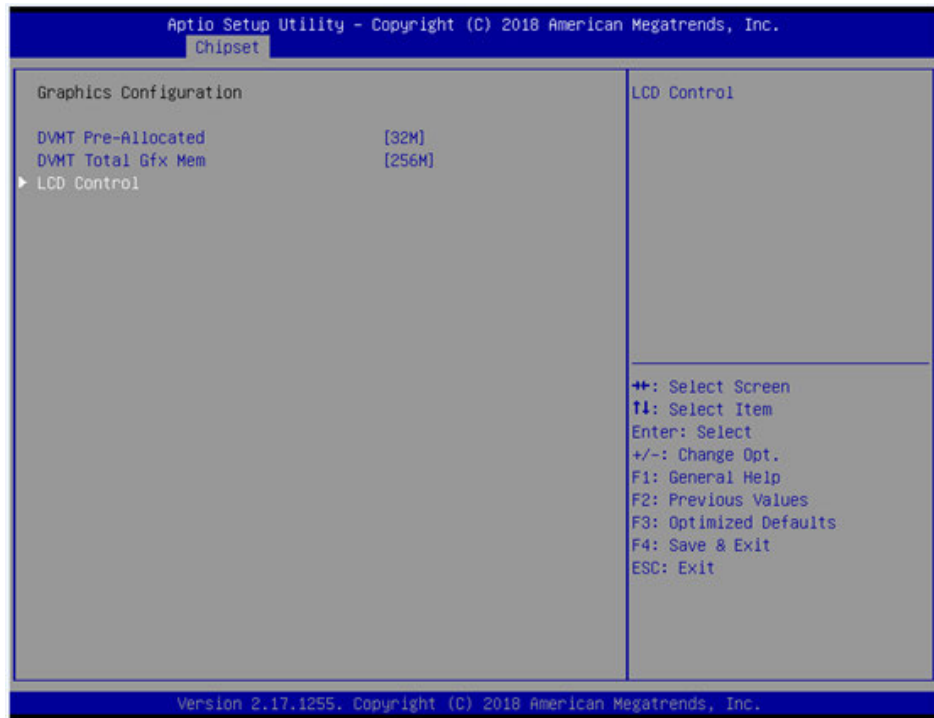 Aptio Setup Utility - Copyright (C) 2018 American Megatrends, Inc.
Chipset
Graphics Configuration
DVMT Pre-Allocated [32M]
DVMT Total Gfx Mem [256M]
LCD Control
LCD Control
→←: Select Screen
↑↓: Select Item
Enter: Select
+/-: Change Opt.
F1: General Help
F2: Previous Values
F3: Optimized Defaults
F4: Save & Exit
ESC: Exit
Version 2.17.1255. Copyright (C) 2018 American Megatrends, Inc.